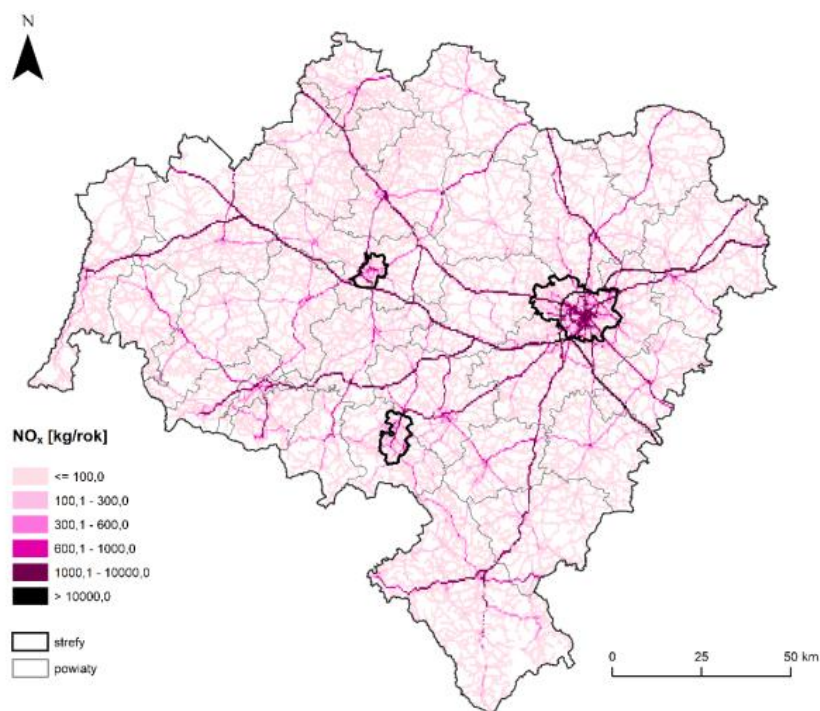 N
NOₓ [kg/rok]
<= 100,0
100,1 - 300,0
300,1 - 600,0
600,1 - 1000,0
1000,1 - 10000,0
> 10000,0
strefy
powiaty
0 25 50 km